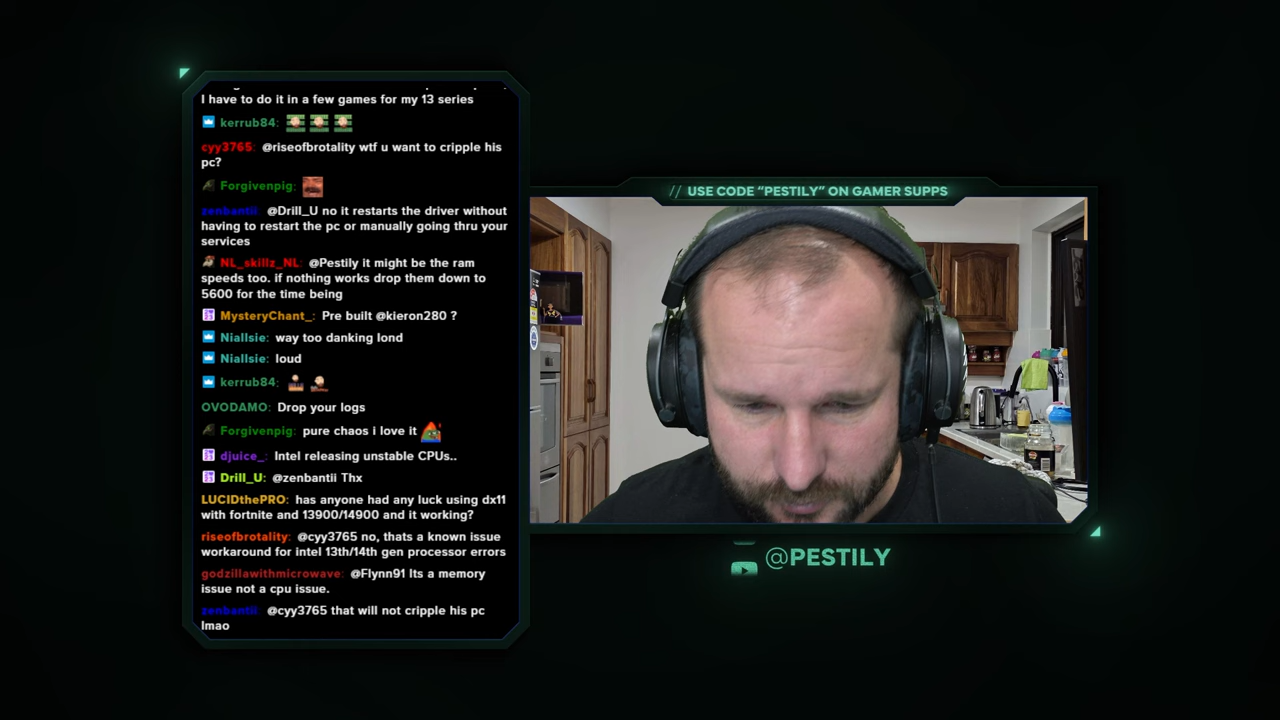 I have to do it in a few games for my 13 series
kerrub84:
cyy3765: @riseofbrotality wtf u want to cripple his
pc?
Forgivenpig:
zenbantii: @Drill_U no it restarts the driver without
having to restart the pc or manually going thru your
services
NL_skillz_NL: @Pestily it might be the ram
speeds too. if nothing works drop them down to
5600 for the time being
MysteryChant_: Pre built @kieron280 ?
Niallsie: way too danking lond
Niallsie: loud
kerrub84:
OVODAMO: Drop your logs
Forgivenpig: pure chaos i love it
djuice_: Intel releasing unstable CPUs..
Drill_U: @zenbantii Thx
LUCIDthePRO: has anyone had any luck using dx11
with fortnite and 13900/14900 and it working?
riseofbrotality: @cyy3765 no, thats a known issue
workaround for intel 13th/14th gen processor errors
godzillawithmicrowave: @Flynn91 Its a memory
issue not a cpu issue.
zenbantii: @cyy3765 that will not cripple his pc
lmao
// USE CODE “PESTILY” ON GAMER SUPPS
@PESTILY